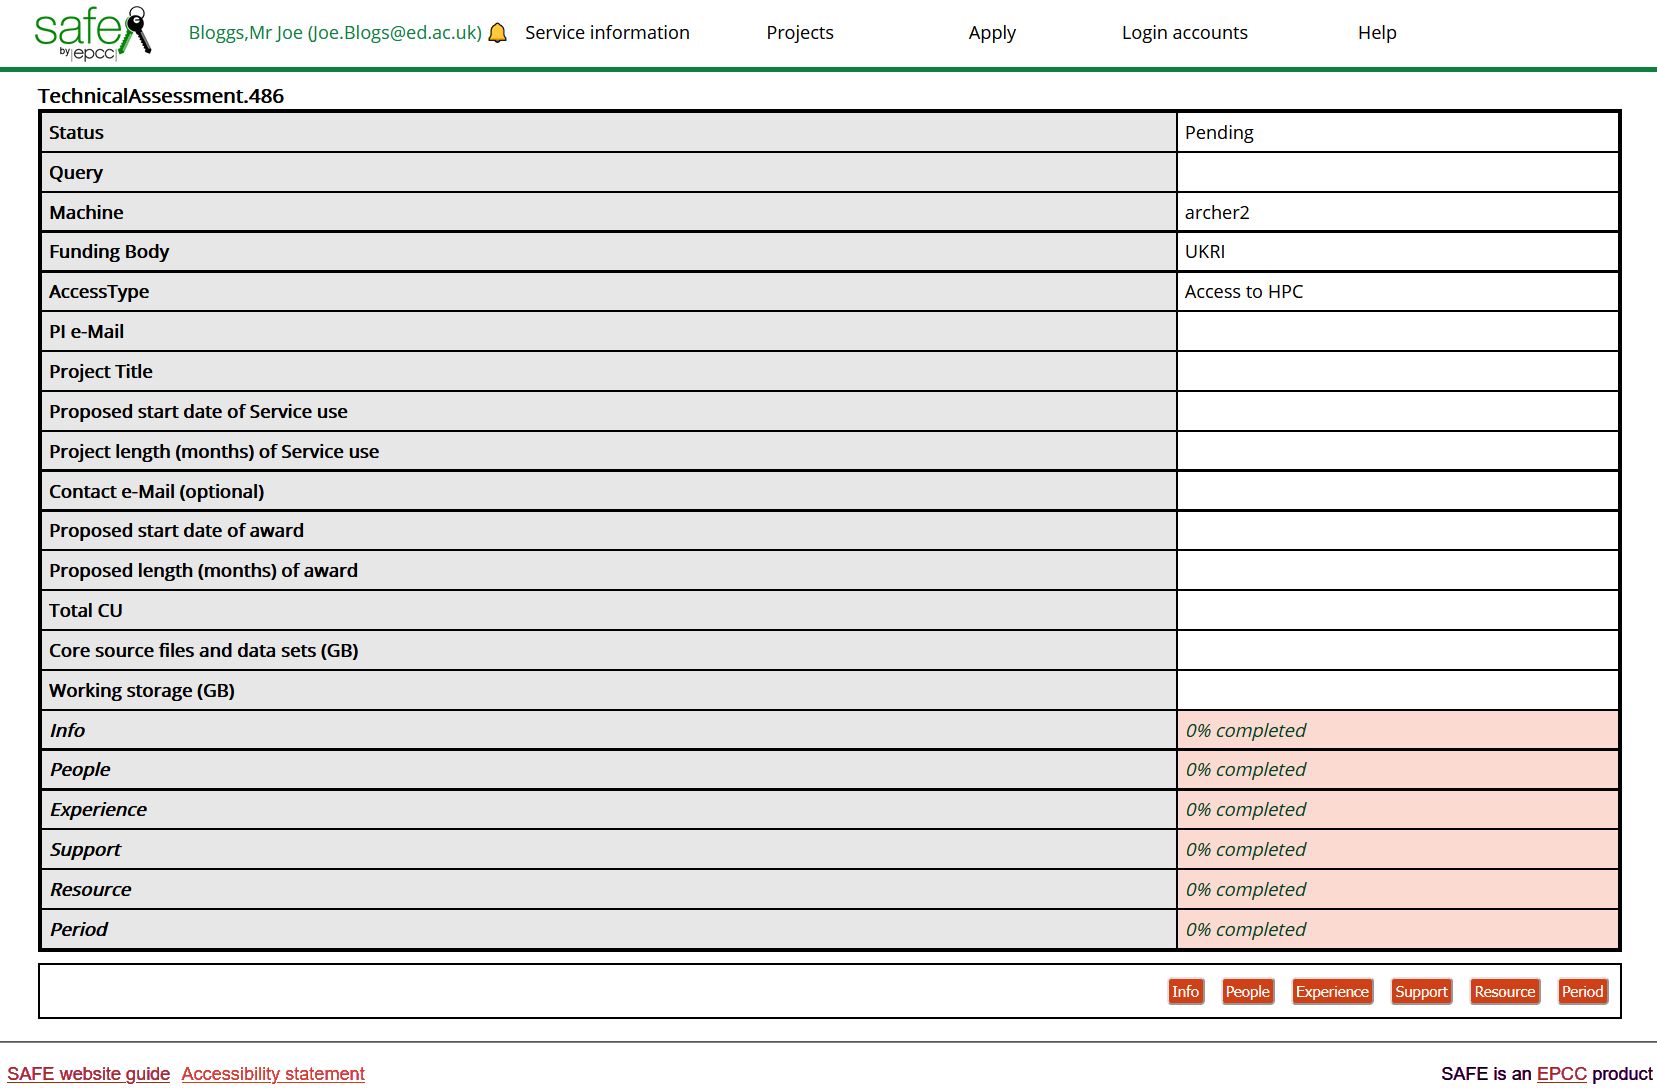 safe
by |epcc|
Bloggs,Mr Joe (Joe.Blogs@ed.ac.uk) Service information Projects Apply Login accounts Help
TechnicalAssessment.486
Status Pending
Query
Machine archer2
Funding Body UKRI
AccessType Access to HPC
PI e-Mail
Project Title
Proposed start date of Service use
Project length (months) of Service use
Contact e-Mail (optional)
Proposed start date of award
Proposed length (months) of award
Total CU
Core source files and data sets (GB)
Working storage (GB)
Info 0% completed
People 0% completed
Experience 0% completed
Support 0% completed
Resource 0% completed
Period 0% completed
Info People Experience Support Resource Period
SAFE website guide Accessibility statement SAFE is an EPCC product